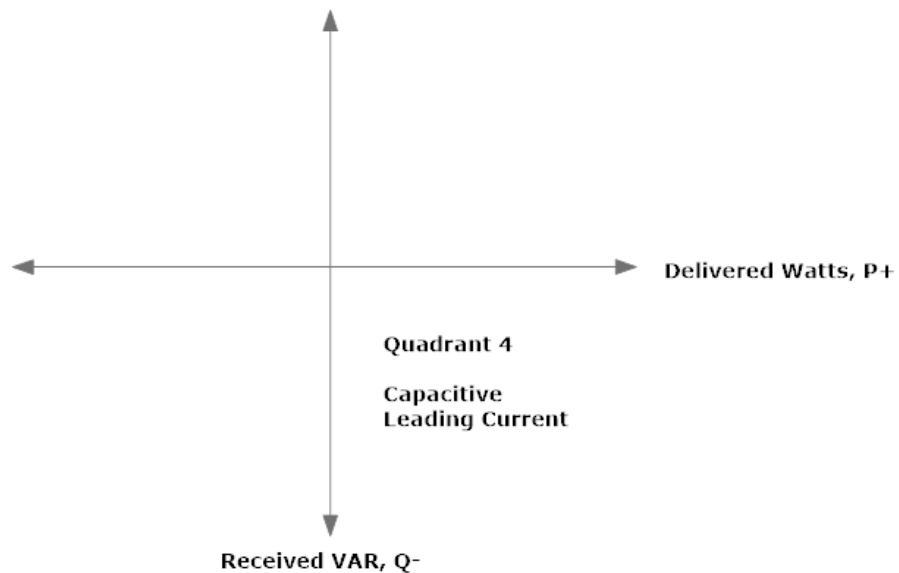 Delivered Watts, P+
Quadrant 4
Capacitive
Leading Current
Received VAR, Q-